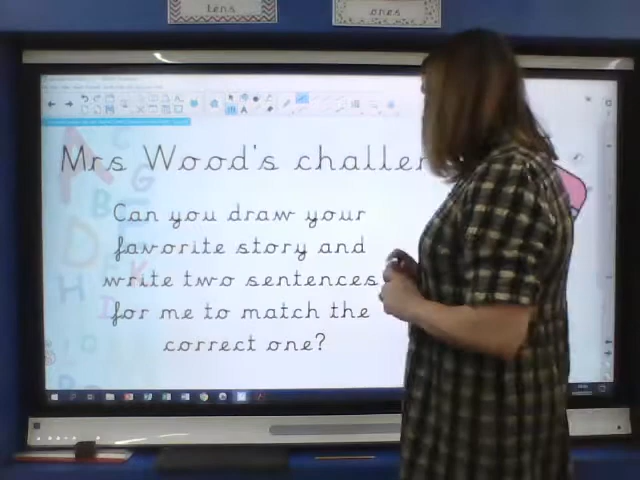 tens
ones
Mrs Wood's challen
Can you draw your
favorite story and
write two sentences
for me to match the
correct one?